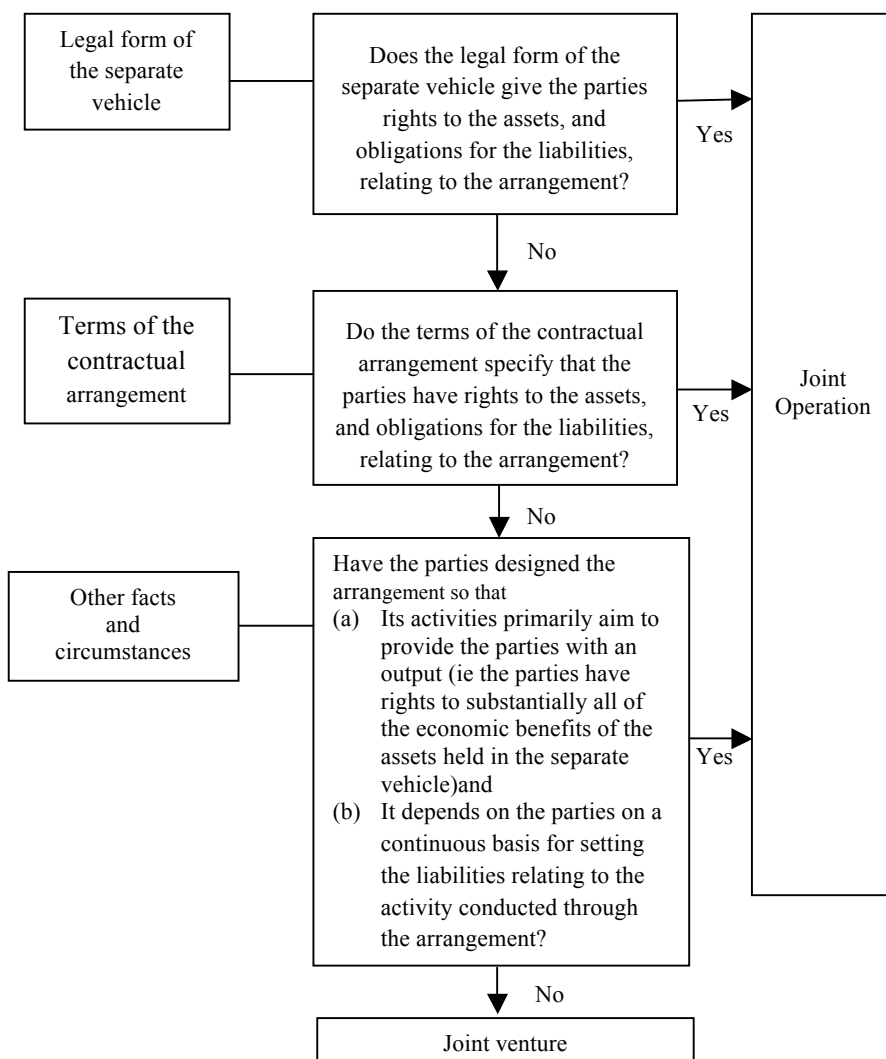 Legal form of
the separate
vehicle
Does the legal form of the
separate vehicle give the parties
rights to the assets, and
obligations for the liabilities,
relating to the arrangement?
Yes
No
Terms of the
contractual
arrangement
Do the terms of the contractual
arrangement specify that the
parties have rights to the assets,
and obligations for the liabilities,
relating to the arrangement?
Yes
Joint
Operation
No
Other facts
and
circumstances
Have the parties designed the
arrangement so that
(a) Its activities primarily aim to
provide the parties with an
output (ie the parties have
rights to substantially all of
the economic benefits of the
assets held in the separate
vehicle)and
(b) It depends on the parties on a
continuous basis for setting
the liabilities relating to the
activity conducted through
the arrangement?
Yes
No
Joint venture